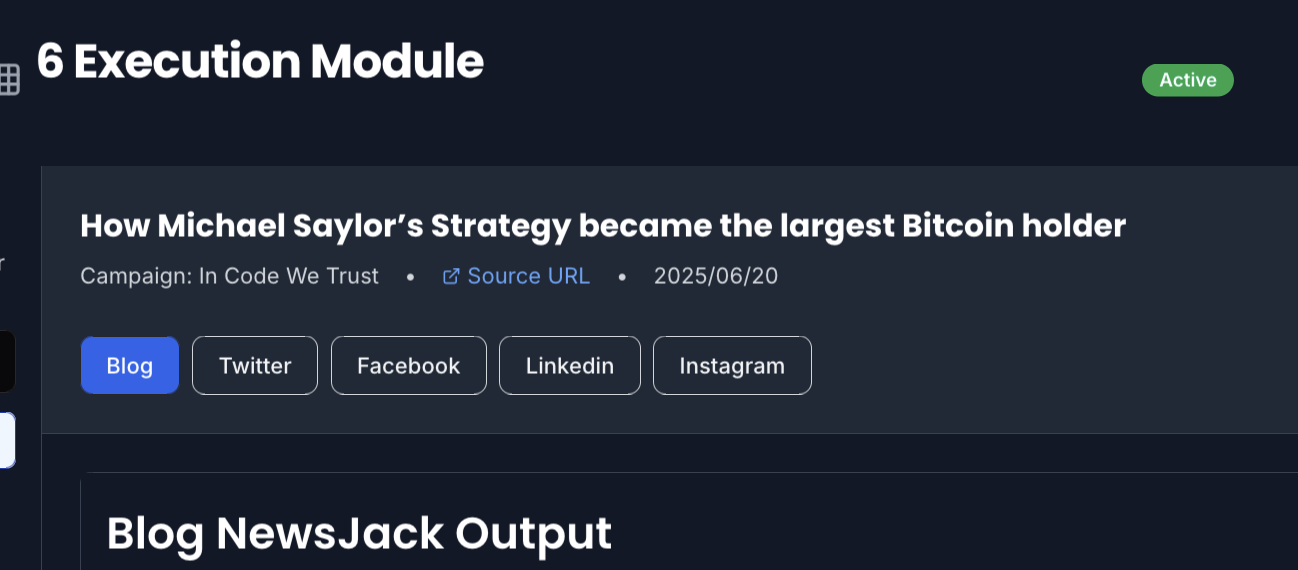 6 Execution Module
Active
How Michael Saylor’s Strategy became the largest Bitcoin holder
Campaign: In Code We Trust • Source URL • 2025/06/20
Blog Twitter Facebook Linkedin Instagram
Blog NewsJack Output